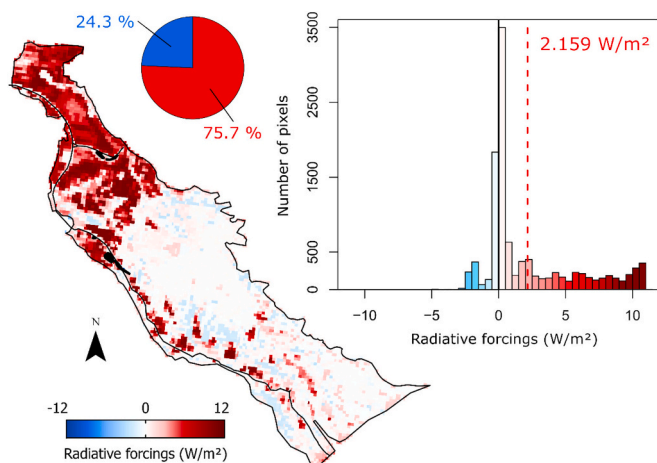 24.3 %
75.7 %
N
-12 0 12
Radiative forcings (W/m²)
2.159 W/m²
Number of pixels
3500
2500
1500
500
0
-10 -5 0 5 10
Radiative forcings (W/m²)